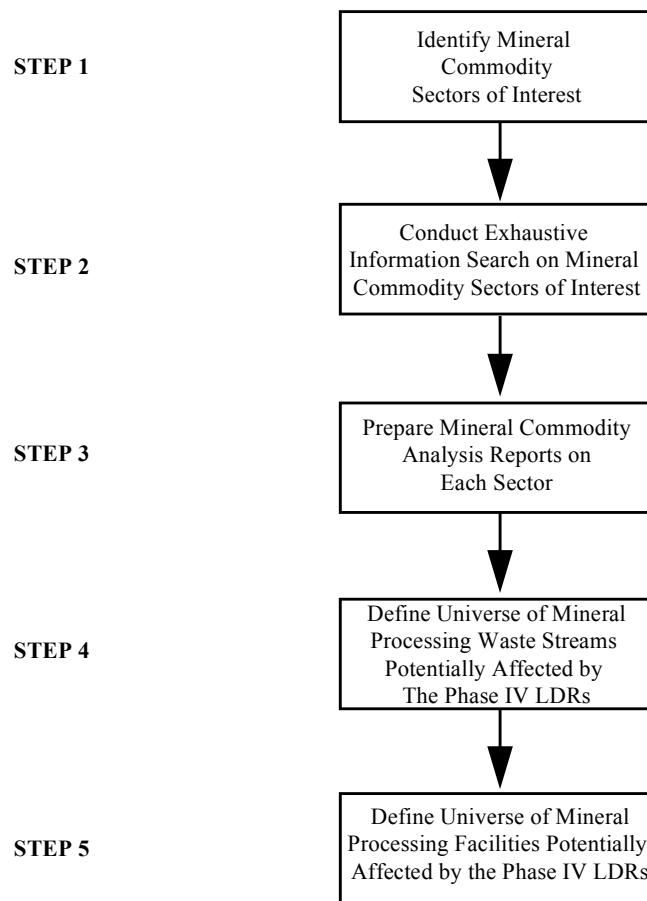 STEP 1
Identify Mineral
Commodity
Sectors of Interest
STEP 2
Conduct Exhaustive
Information Search on Mineral
Commodity Sectors of Interest
STEP 3
Prepare Mineral Commodity
Analysis Reports on
Each Sector
STEP 4
Define Universe of Mineral
Processing Waste Streams
Potentially Affected by
The Phase IV LDRs
STEP 5
Define Universe of Mineral
Processing Facilities Potentially
Affected by the Phase IV LDRs